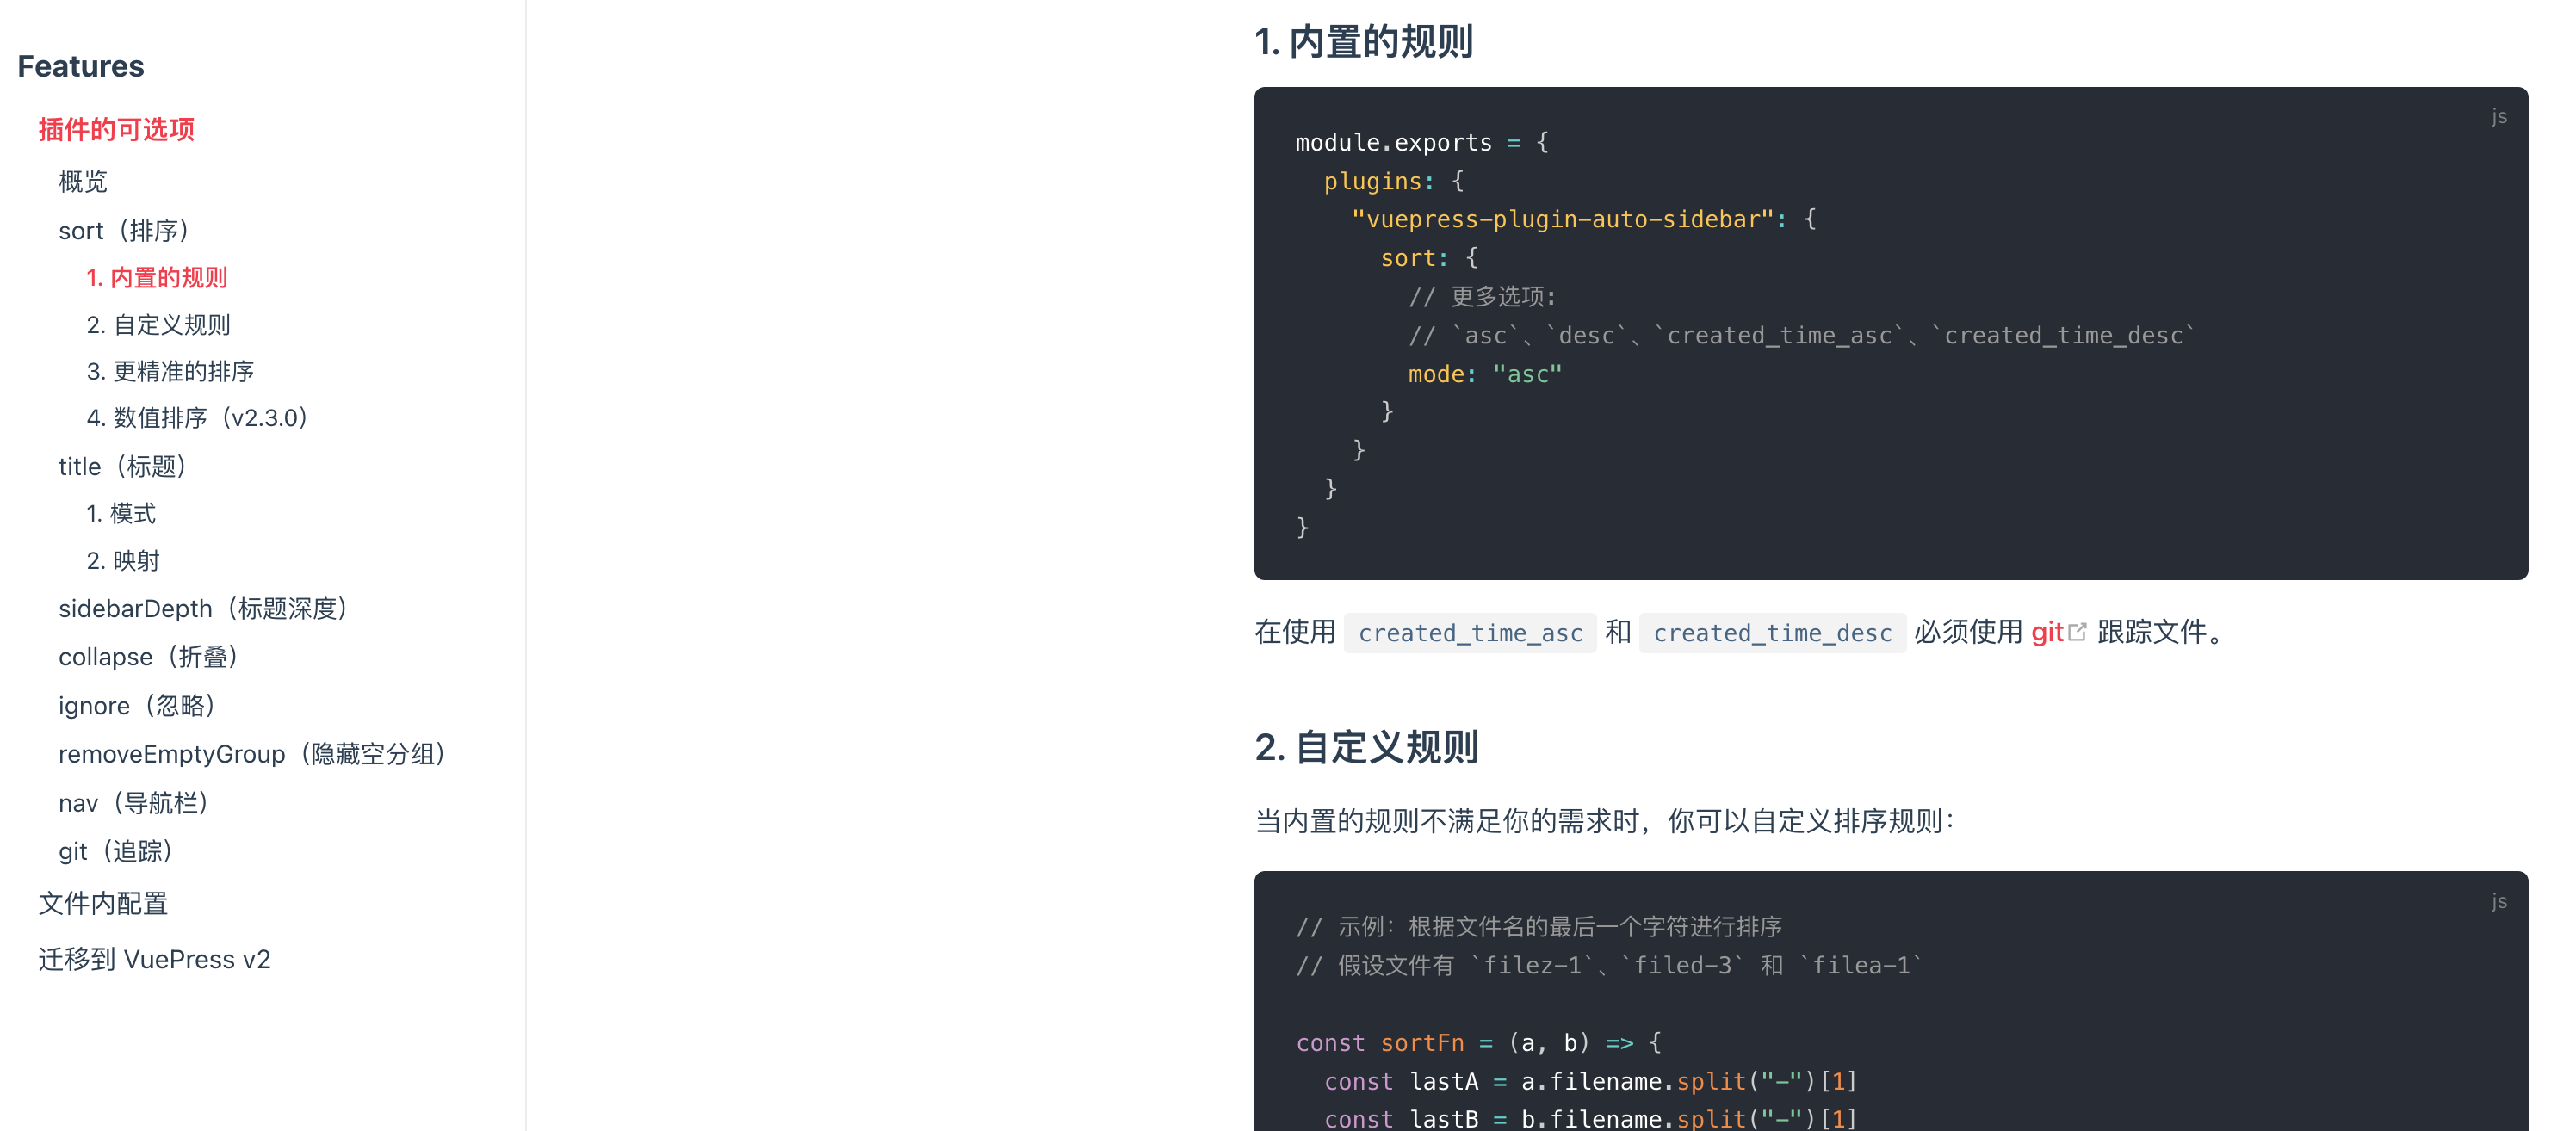 Features
插件的可选项
概览
sort（排序）
1. 内置的规则
2. 自定义规则
3. 更精准的排序
4. 数值排序（v2.3.0）
title（标题）
1. 模式
2. 映射
sidebarDepth（标题深度）
collapse（折叠）
ignore（忽略）
removeEmptyGroup（隐藏空分组）
nav（导航栏）
git（追踪）
文件内配置
迁移到 VuePress v2
1. 内置的规则
js
module.exports = {
  plugins: {
    "vuepress-plugin-auto-sidebar": {
      sort: {
        // 更多选项:
        // `asc`、`desc`、`created_time_asc`、`created_time_desc`
        mode: "asc"
      }
    }
  }
}
在使用 created_time_asc 和 created_time_desc 必须使用 git 跟踪文件。
2. 自定义规则
当内置的规则不满足你的需求时，你可以自定义排序规则：
js
// 示例：根据文件名的最后一个字符进行排序
// 假设文件有 `filez-1`、`filed-3` 和 `filea-1`
const sortFn = (a, b) => {
  const lastA = a.filename.split("-")[1]
  const lastB = b.filename.split("-")[1]